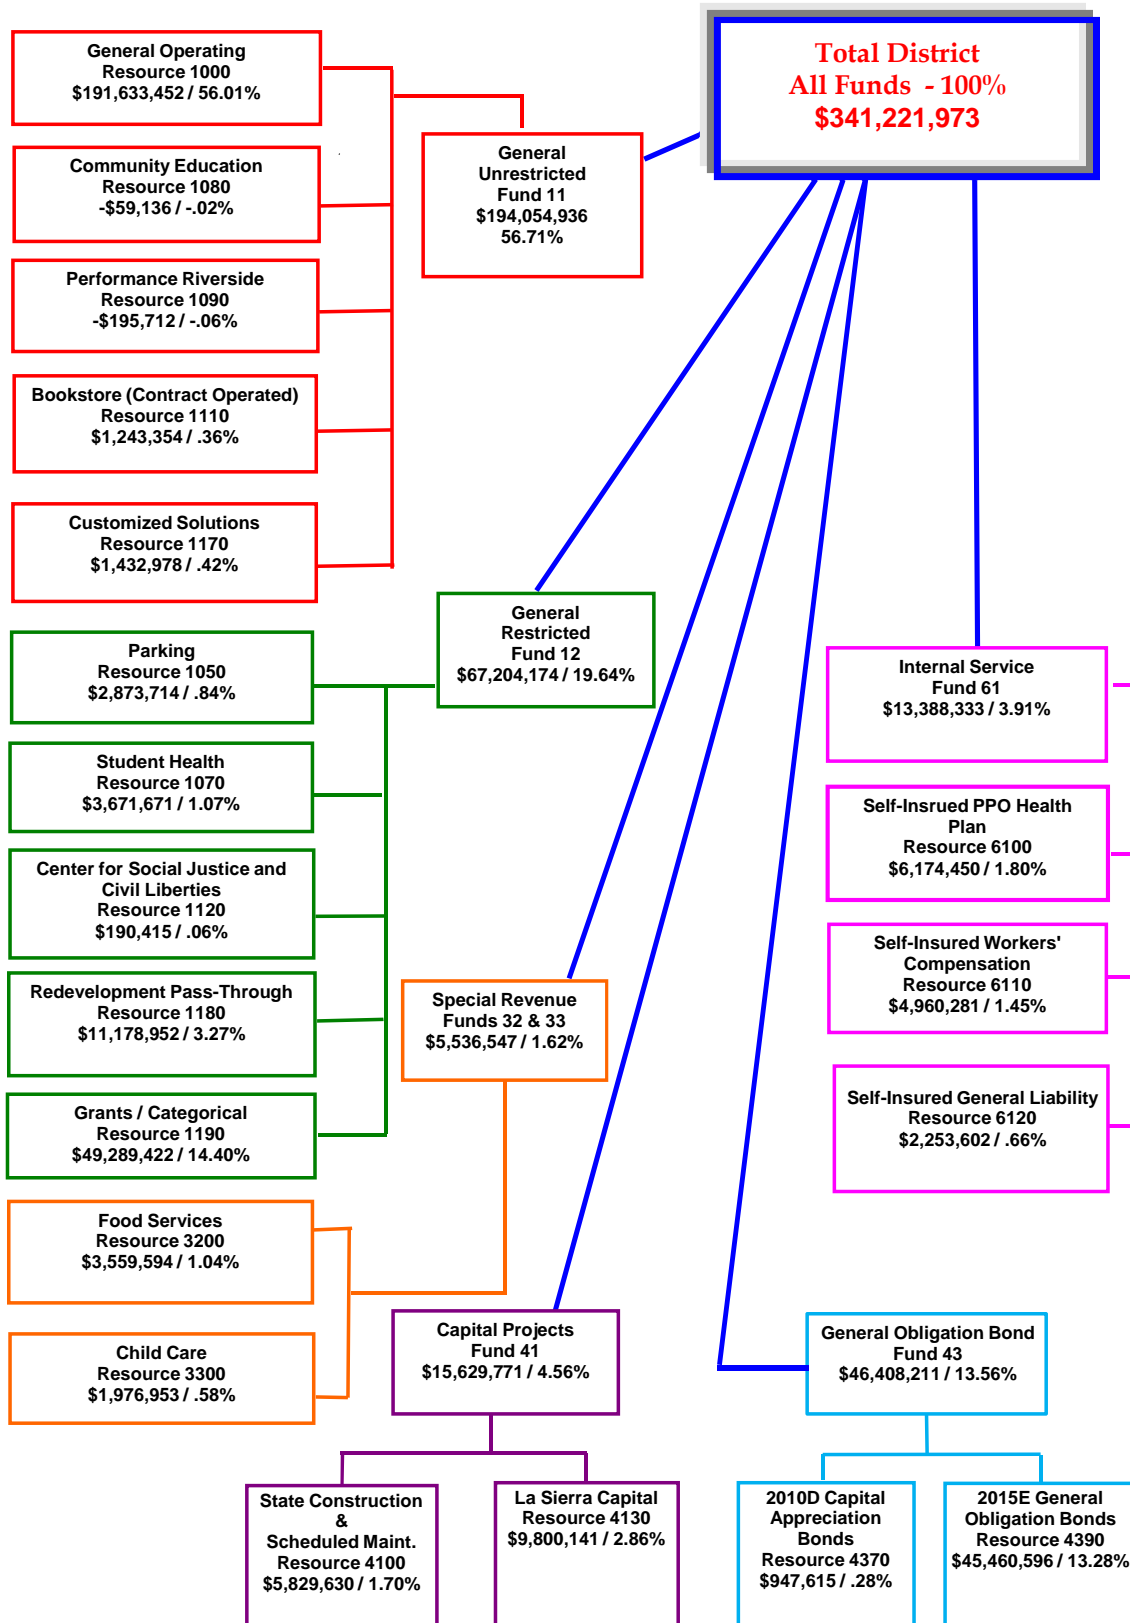 Total District
All Funds - 100%
$341,221,973
General Operating
Resource 1000
$191,633,452 / 56.01%
Community Education
Resource 1080
-$59,136 / -.02%
Performance Riverside
Resource 1090
-$195,712 / -.06%
Bookstore (Contract Operated)
Resource 1110
$1,243,354 / .36%
Customized Solutions
Resource 1170
$1,432,978 / .42%
General
Unrestricted
Fund 11
$194,054,936
56.71%
General
Restricted
Fund 12
$67,204,174 / 19.64%
Parking
Resource 1050
$2,873,714 / .84%
Student Health
Resource 1070
$3,671,671 / 1.07%
Center for Social Justice and
Civil Liberties
Resource 1120
$190,415 / .06%
Redevelopment Pass-Through
Resource 1180
$11,178,952 / 3.27%
Grants / Categorical
Resource 1190
$49,289,422 / 14.40%
Internal Service
Fund 61
$13,388,333 / 3.91%
Self-Insrued PPO Health
Plan
Resource 6100
$6,174,450 / 1.80%
Self-Insured Workers'
Compensation
Resource 6110
$4,960,281 / 1.45%
Self-Insured General Liability
Resource 6120
$2,253,602 / .66%
Special Revenue
Funds 32 & 33
$5,536,547 / 1.62%
Food Services
Resource 3200
$3,559,594 / 1.04%
Child Care
Resource 3300
$1,976,953 / .58%
Capital Projects
Fund 41
$15,629,771 / 4.56%
General Obligation Bond
Fund 43
$46,408,211 / 13.56%
State Construction
&
Scheduled Maint.
Resource 4100
$5,829,630 / 1.70%
La Sierra Capital
Resource 4130
$9,800,141 / 2.86%
2010D Capital
Appreciation
Bonds
Resource 4370
$947,615 / .28%
2015E General
Obligation Bonds
Resource 4390
$45,460,596 / 13.28%